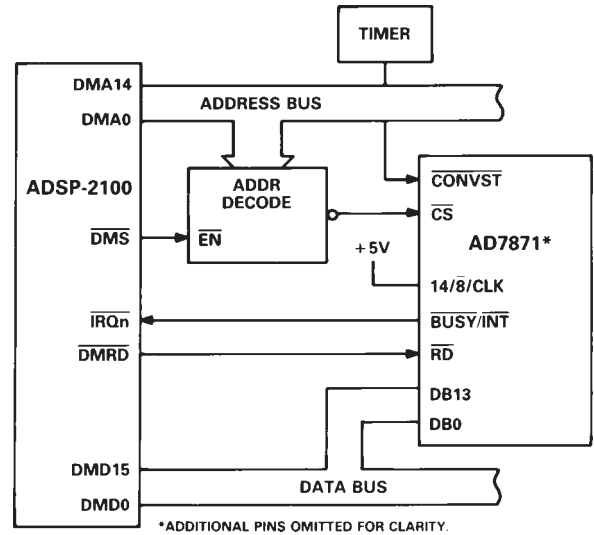 TIMER
DMA14
ADDRESS BUS
DMA0
ADSP-2100
ADDR
DECODE
CONVST
CS
DMS
EN
+5V
AD7871*
14/8/CLK
IRQn
BUSY/INT
DMRD
RD
DB13
DB0
DMD15
DATA BUS
DMD0
*ADDITIONAL PINS OMITTED FOR CLARITY.